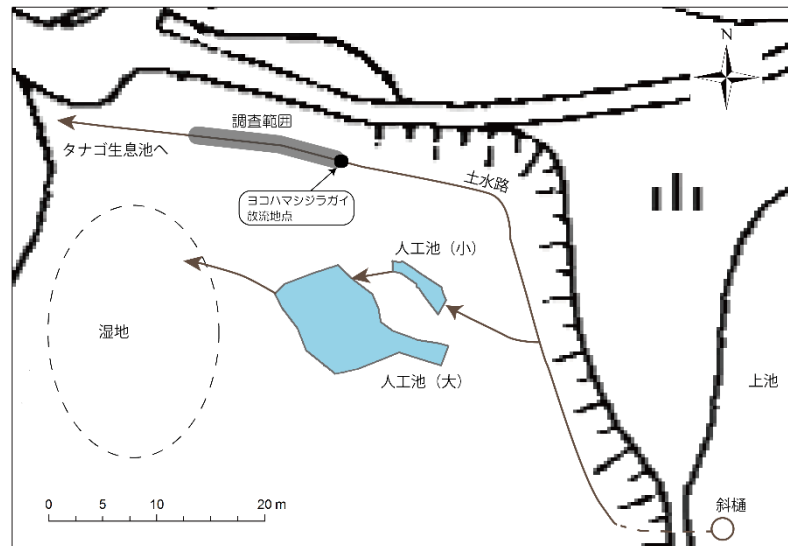 N
調査範囲
タナゴ生息池へ
土水路
ヨコハマシジラガイ
放流地点
人工池（小）
湿地
人工池（大）
上池
0 5 10 20 m
斜樋